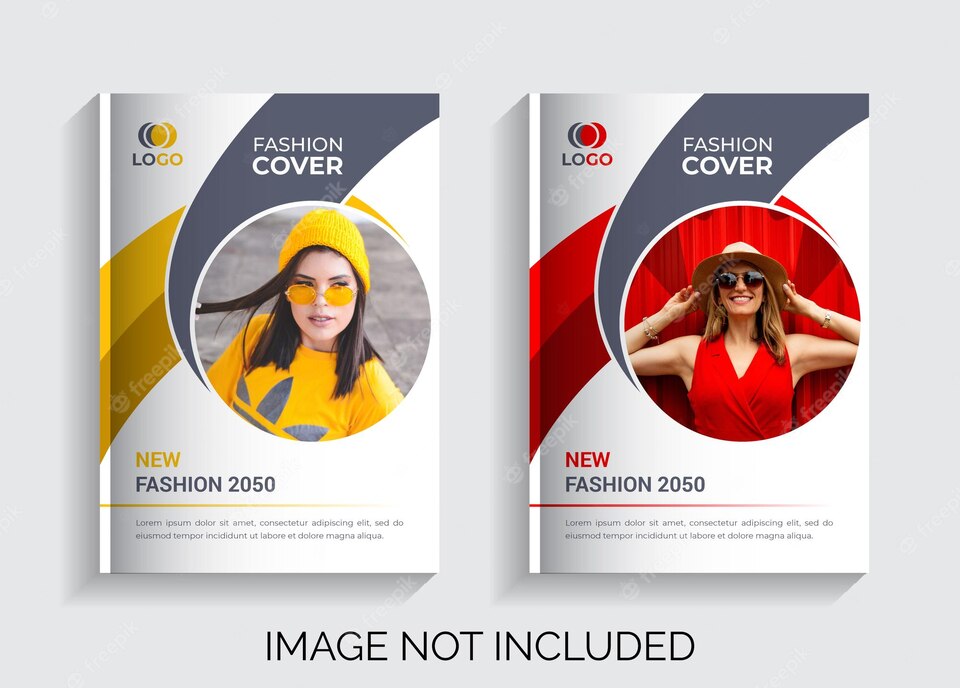 LOGO
FASHION
COVER
NEW
FASHION 2050
Lorem ipsum dolor sit amet, consectetur adipiscing elit, sed do
eiusmod tempor incididunt ut labore et dolore magna aliqua.
LOGO
FASHION
COVER
NEW
FASHION 2050
Lorem ipsum dolor sit amet, consectetur adipiscing elit, sed do
eiusmod tempor incididunt ut labore et dolore magna aliqua.
IMAGE NOT INCLUDED
freepik